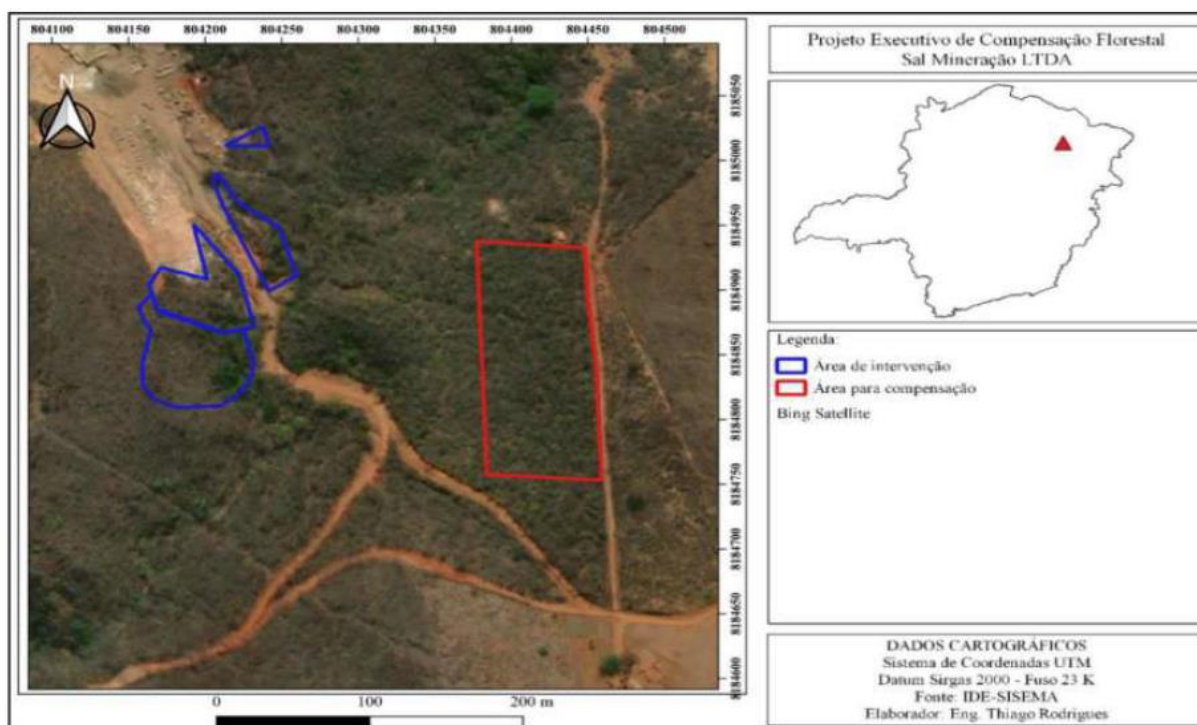 804100 804150 804200 804250 804300 804350 804400 804450 804500
N
8185050
8185000
8184950
8184900
8184850
8184800
8184750
8184700
8184650
8184600
0 100 200 m
Projeto Executivo de Compensação Florestal
Sal Mineração LTDA
Legenda:
Área de intervenção
Área para compensação
Bing Satellite
DADOS CARTOGRÁFICOS
Sistema de Coordenadas UTM
Datum Sirgas 2000 - Fuso 23 K
Fonte: IDE-SISEMA
Elaborador: Eng. Thiago Rodrigues